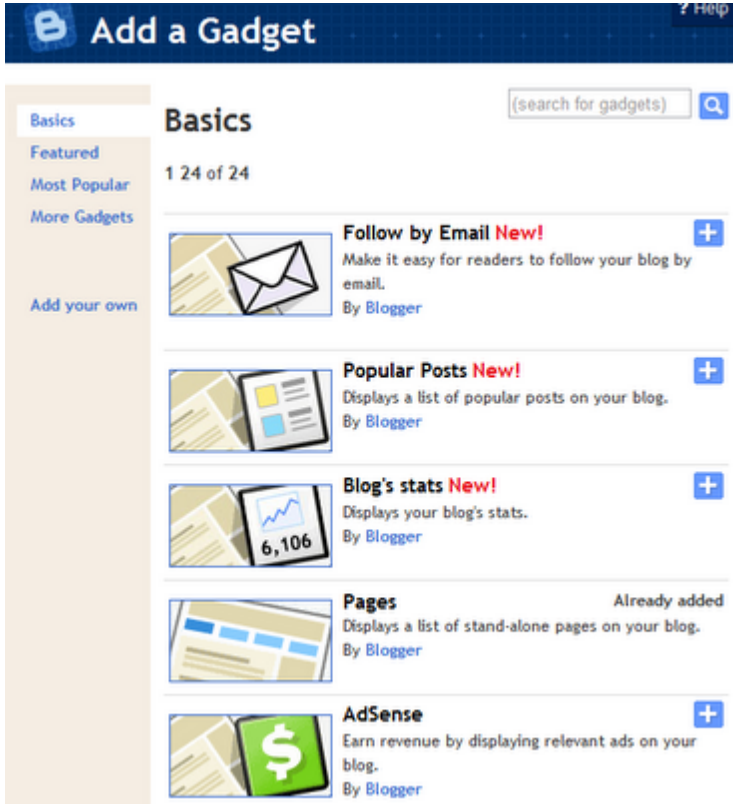 ? Help
Add a Gadget
(search for gadgets)
Basics
Featured
Most Popular
More Gadgets
Add your own
Basics
1 24 of 24
Follow by Email New!
Make it easy for readers to follow your blog by
email.
By Blogger
Popular Posts New!
Displays a list of popular posts on your blog.
By Blogger
6,106
Blog's stats New!
Displays your blog's stats.
By Blogger
Pages
Already added
Displays a list of stand-alone pages on your blog.
By Blogger
$
AdSense
Earn revenue by displaying relevant ads on your
blog.
By Blogger